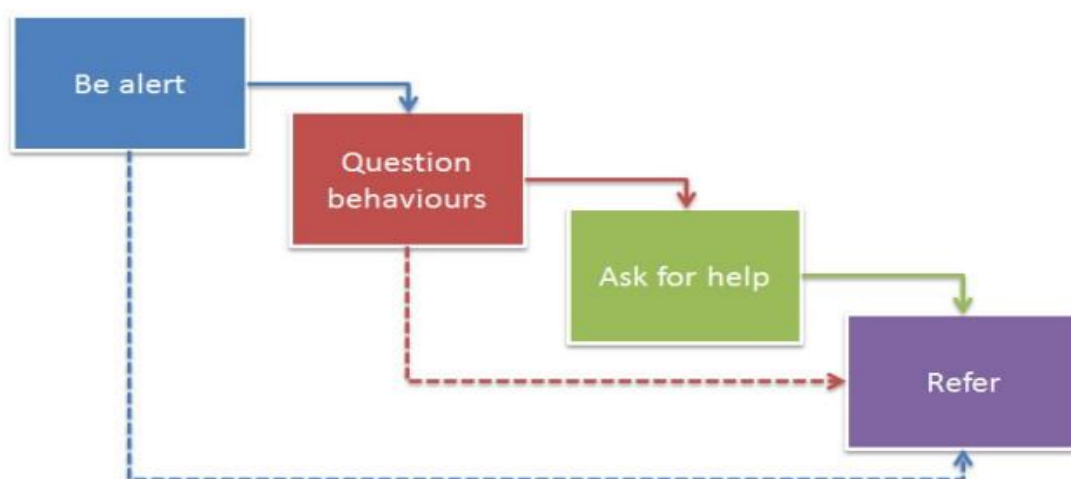 Be alert
Question
behaviours
Ask for help
Refer